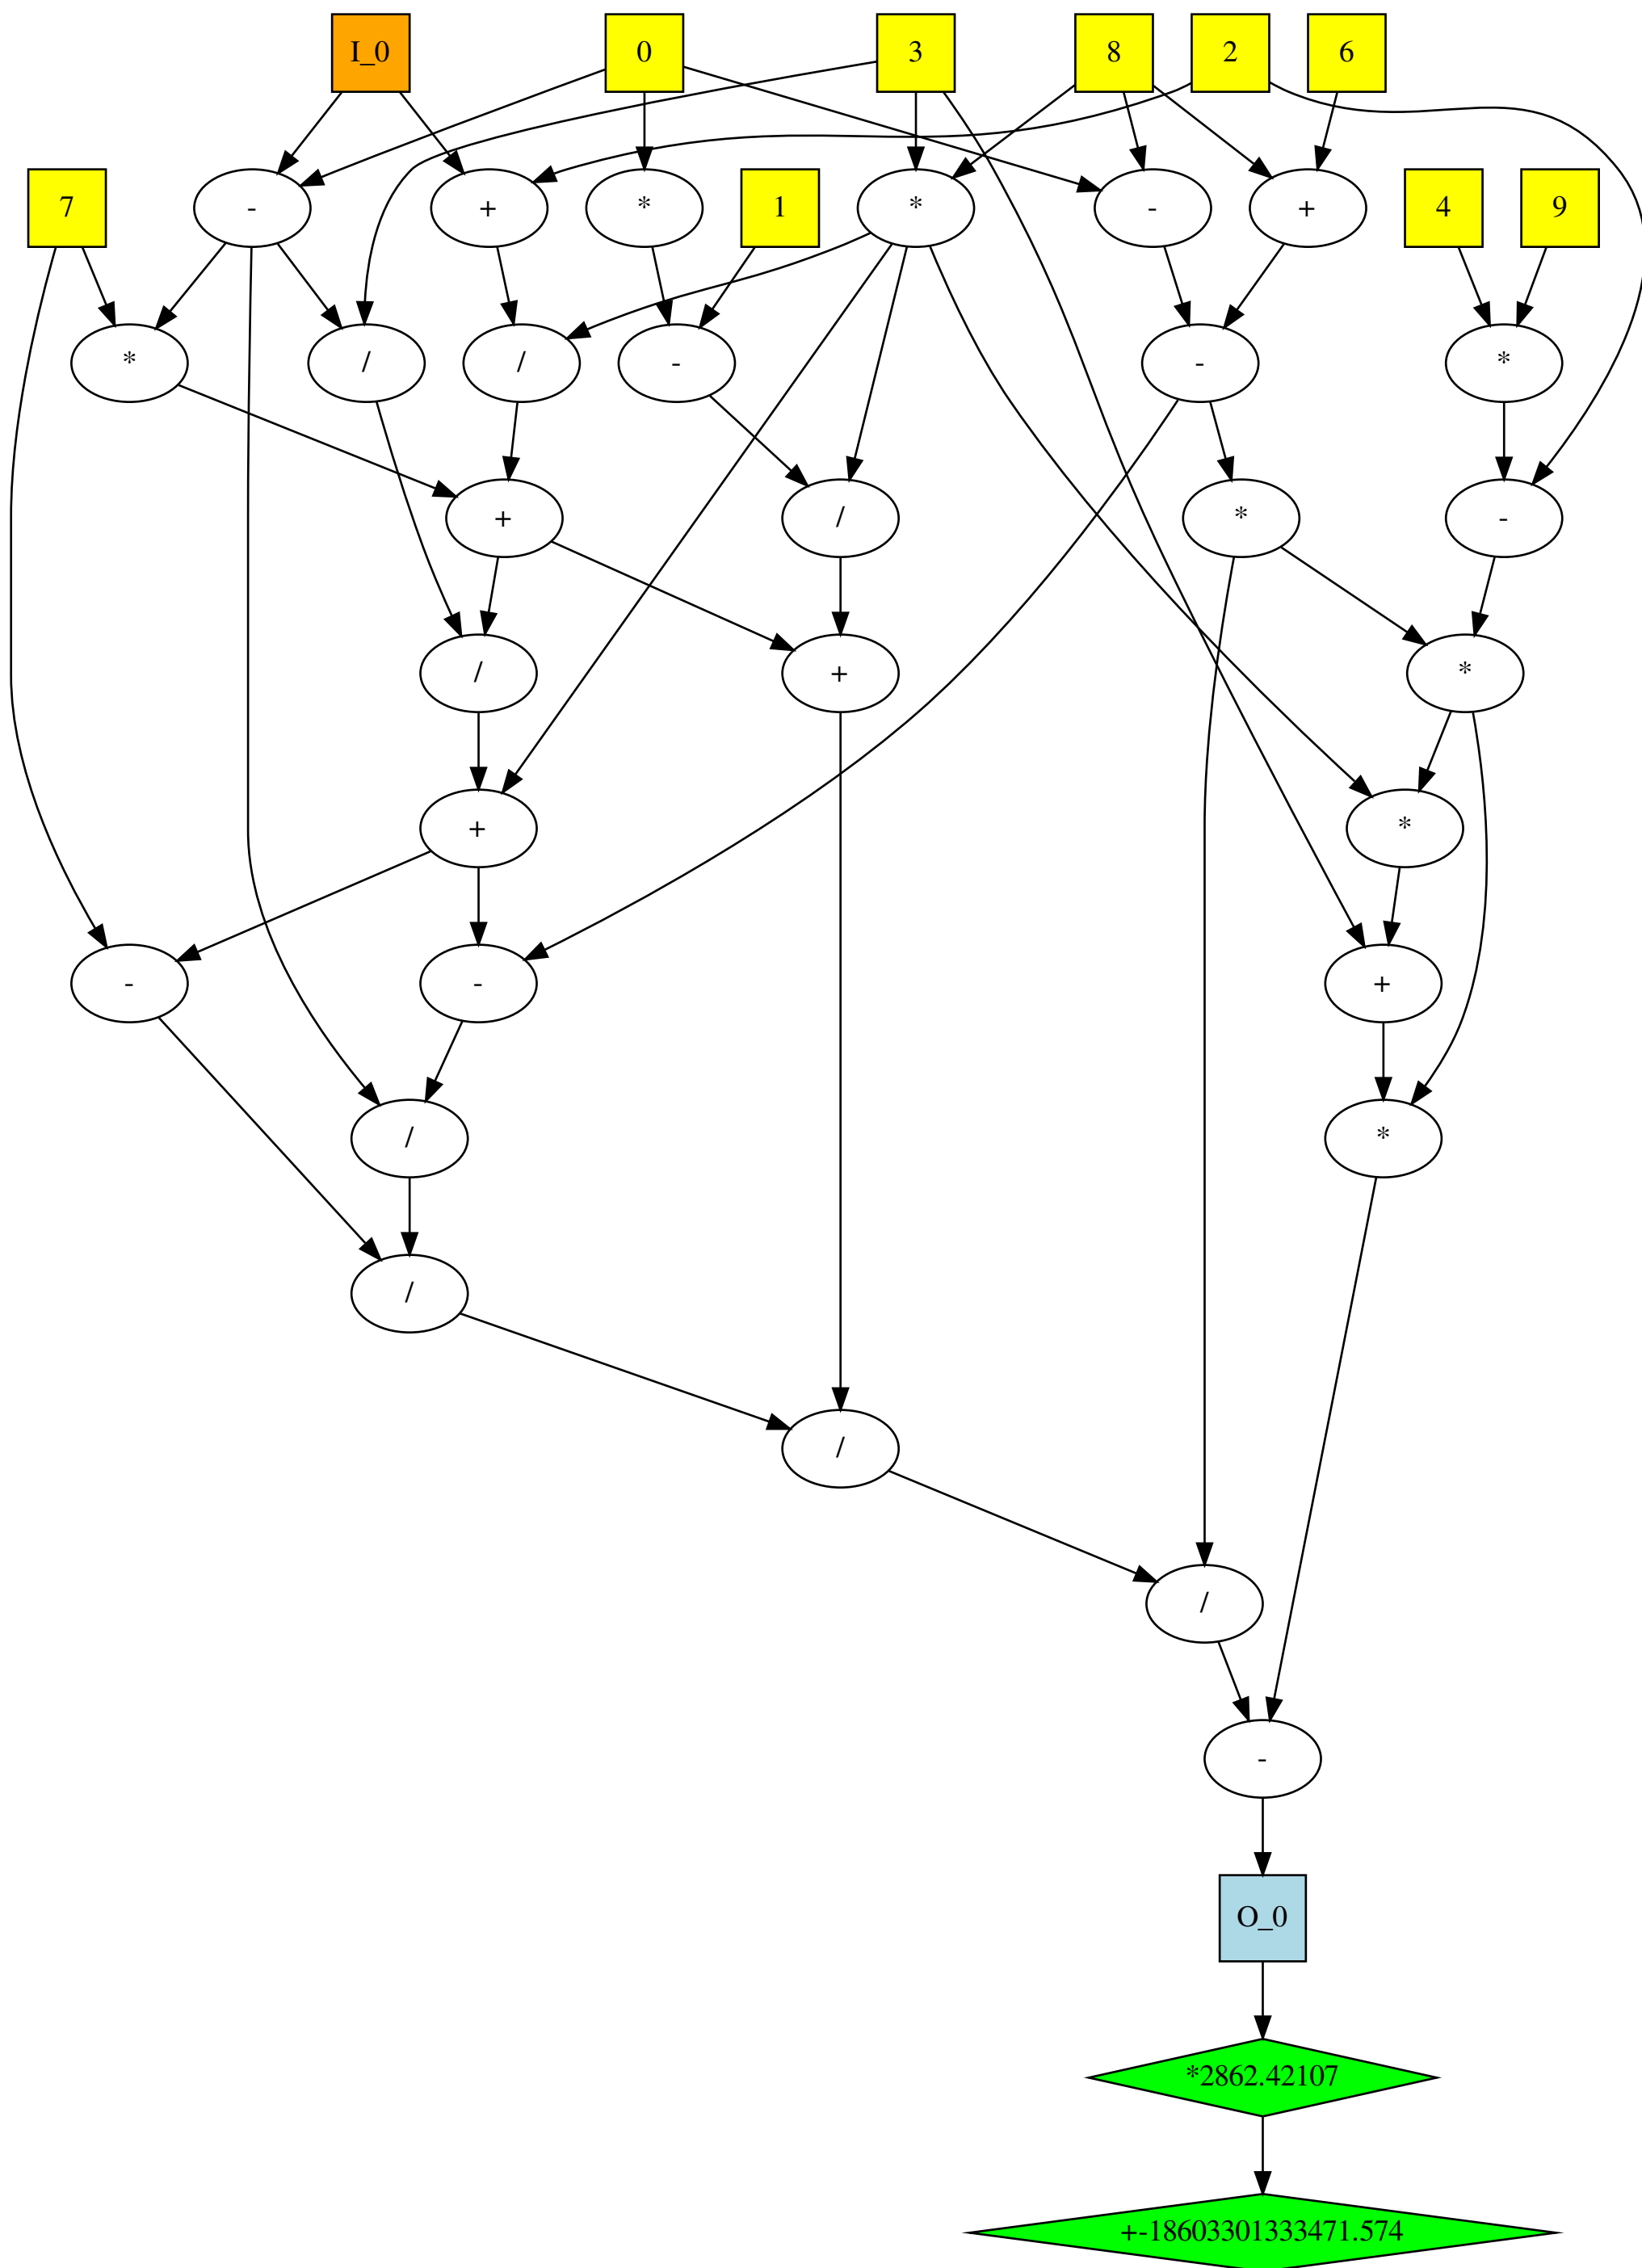 I_0 0 3 8 2 6
7 - + * 1 * - + 4 9
* / / - - *
+ / * -
/ + *
+ *
- - +
/ *
/
/
/
-
O_0
*2862.42107
+-18603301333471.574